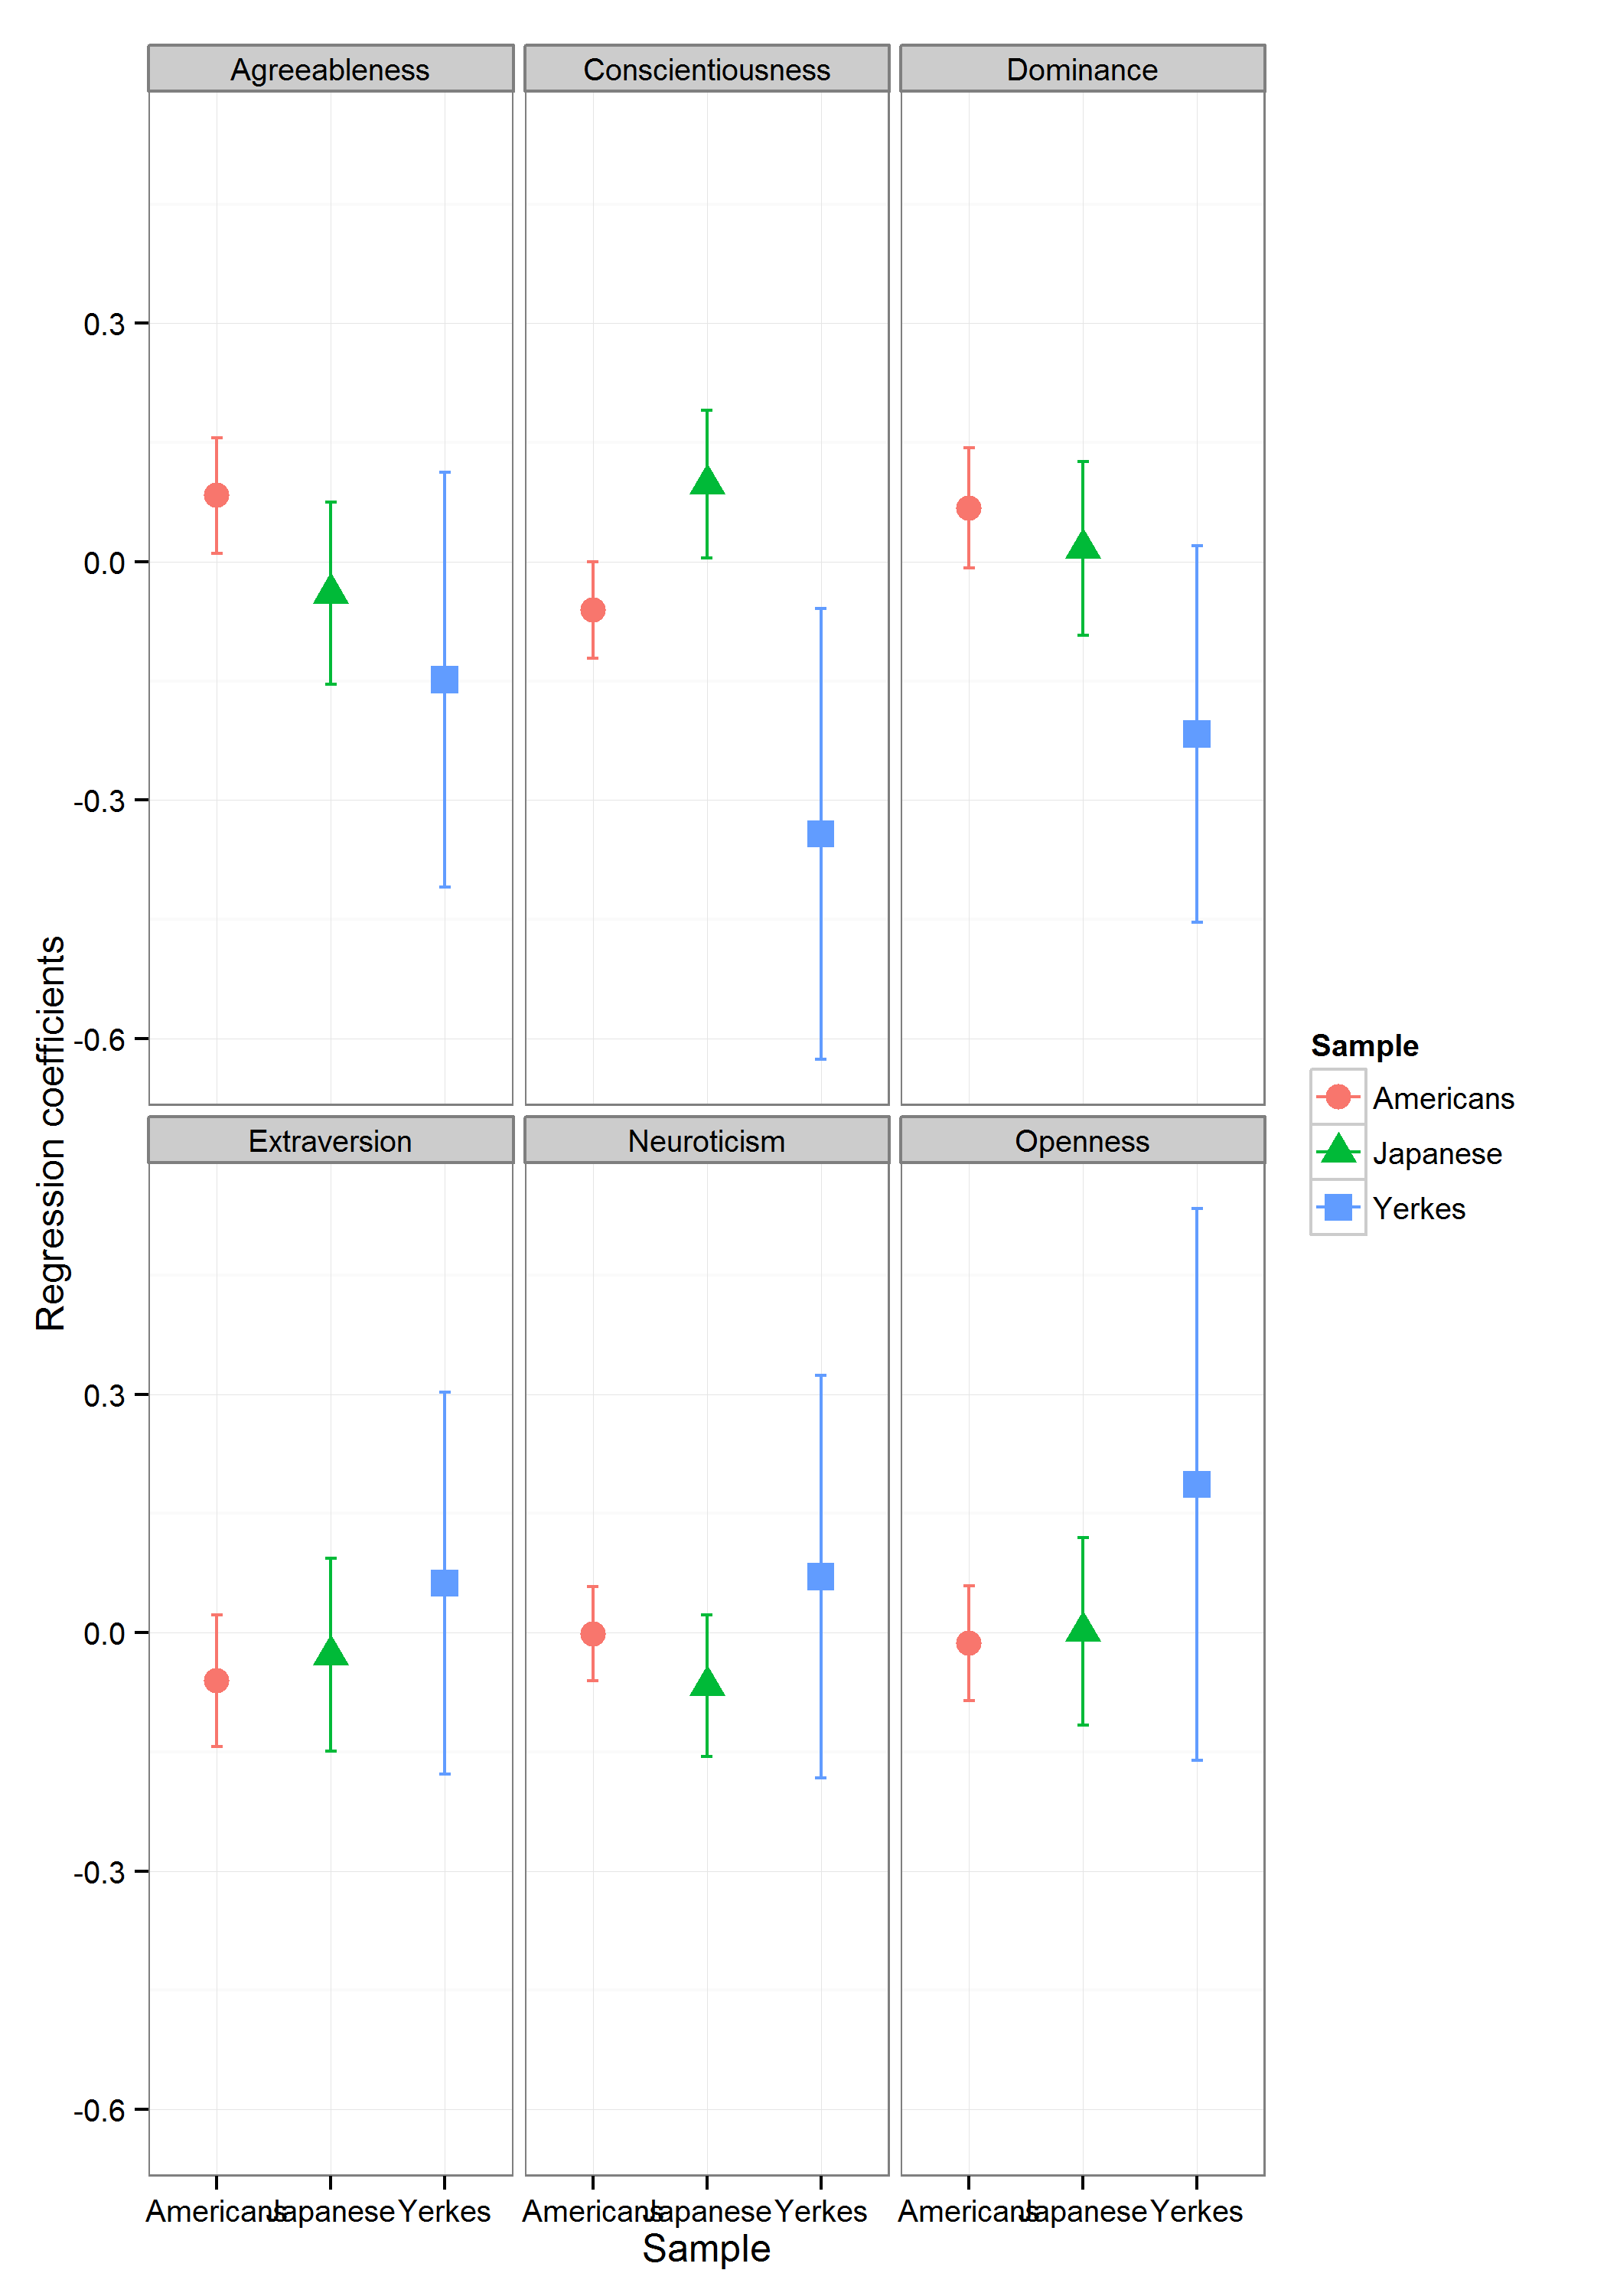 Agreeableness Conscientiousness Dominance
0.3
0.0
-0.3
-0.6
Regression coefficients
Extraversion Neuroticism Openness
0.3
0.0
-0.3
-0.6
Americans Japanese Yerkes Americans Japanese Yerkes Americans Japanese Yerkes
Sample
Sample
Americans
Japanese
Yerkes